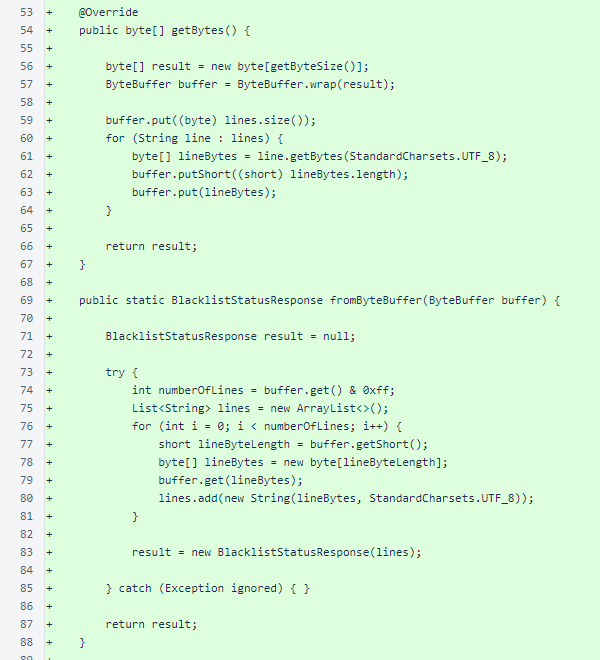 53 + @Override
54 + public byte[] getBytes() {
55 +
56 + byte[] result = new byte[getByteSize()];
57 + ByteBuffer buffer = ByteBuffer.wrap(result);
58 +
59 + buffer.put((byte) lines.size());
60 + for (String line : lines) {
61 + byte[] lineBytes = line.getBytes(StandardCharsets.UTF_8);
62 + buffer.putShort((short) lineBytes.length);
63 + buffer.put(lineBytes);
64 + }
65 +
66 + return result;
67 + }
68 +
69 + public static BlacklistStatusResponse fromByteBuffer(ByteBuffer buffer) {
70 +
71 + BlacklistStatusResponse result = null;
72 +
73 + try {
74 + int numberOfLines = buffer.get() & 0xff;
75 + List<String> lines = new ArrayList<>();
76 + for (int i = 0; i < numberOfLines; i++) {
77 + short lineByteLength = buffer.getShort();
78 + byte[] lineBytes = new byte[lineByteLength];
79 + buffer.get(lineBytes);
80 + lines.add(new String(lineBytes, StandardCharsets.UTF_8));
81 + }
82 +
83 + result = new BlacklistStatusResponse(lines);
84 +
85 + } catch (Exception ignored) { }
86 +
87 + return result;
88 + }
89 +